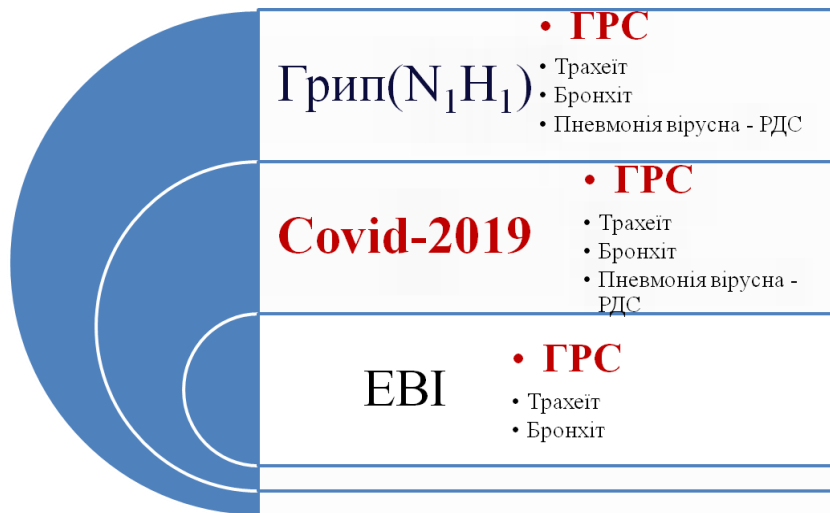 Грип(N₁H₁)
• ГРС
• Трахеїт
• Бронхіт
• Пневмонія вірусна - РДС
Covid-2019
• ГРС
• Трахеїт
• Бронхіт
• Пневмонія вірусна -
РДС
ЕВІ
• ГРС
• Трахеїт
• Бронхіт